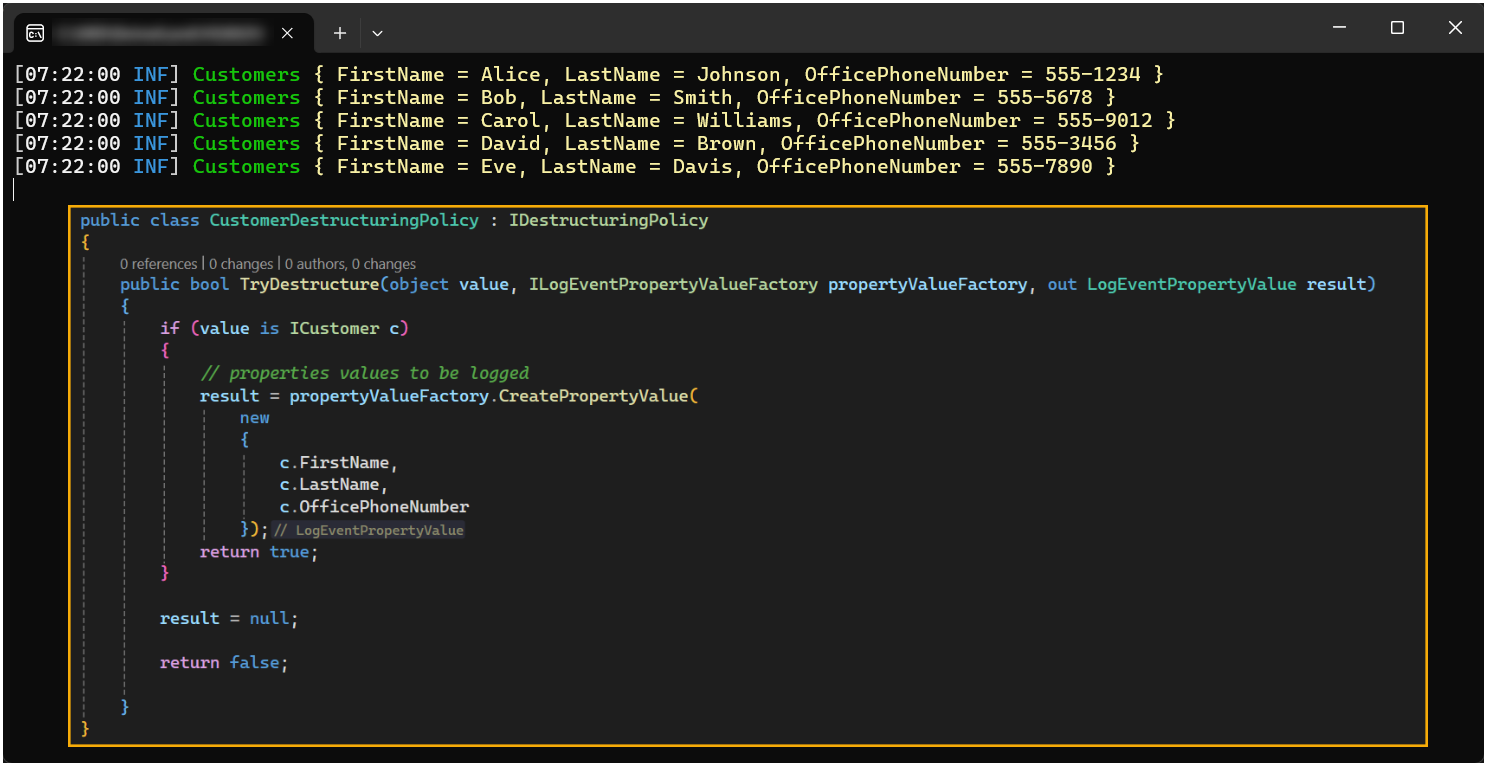 [07:22:00 INF] Customers { FirstName = Alice, LastName = Johnson, OfficePhoneNumber = 555-1234 }
[07:22:00 INF] Customers { FirstName = Bob, LastName = Smith, OfficePhoneNumber = 555-5678 }
[07:22:00 INF] Customers { FirstName = Carol, LastName = Williams, OfficePhoneNumber = 555-9012 }
[07:22:00 INF] Customers { FirstName = David, LastName = Brown, OfficePhoneNumber = 555-3456 }
[07:22:00 INF] Customers { FirstName = Eve, LastName = Davis, OfficePhoneNumber = 555-7890 }
public class CustomerDestructuringPolicy : IDestructuringPolicy
{
0 references | 0 changes | 0 authors, 0 changes
public bool TryDestructure(object value, ILogEventPropertyValueFactory propertyValueFactory, out LogEventPropertyValue result)
{
if (value is ICustomer c)
{
// properties values to be logged
result = propertyValueFactory.CreatePropertyValue(
new
{
c.FirstName,
c.LastName,
c.OfficePhoneNumber
}); // LogEventPropertyValue
return true;
}
result = null;
return false;
}
}